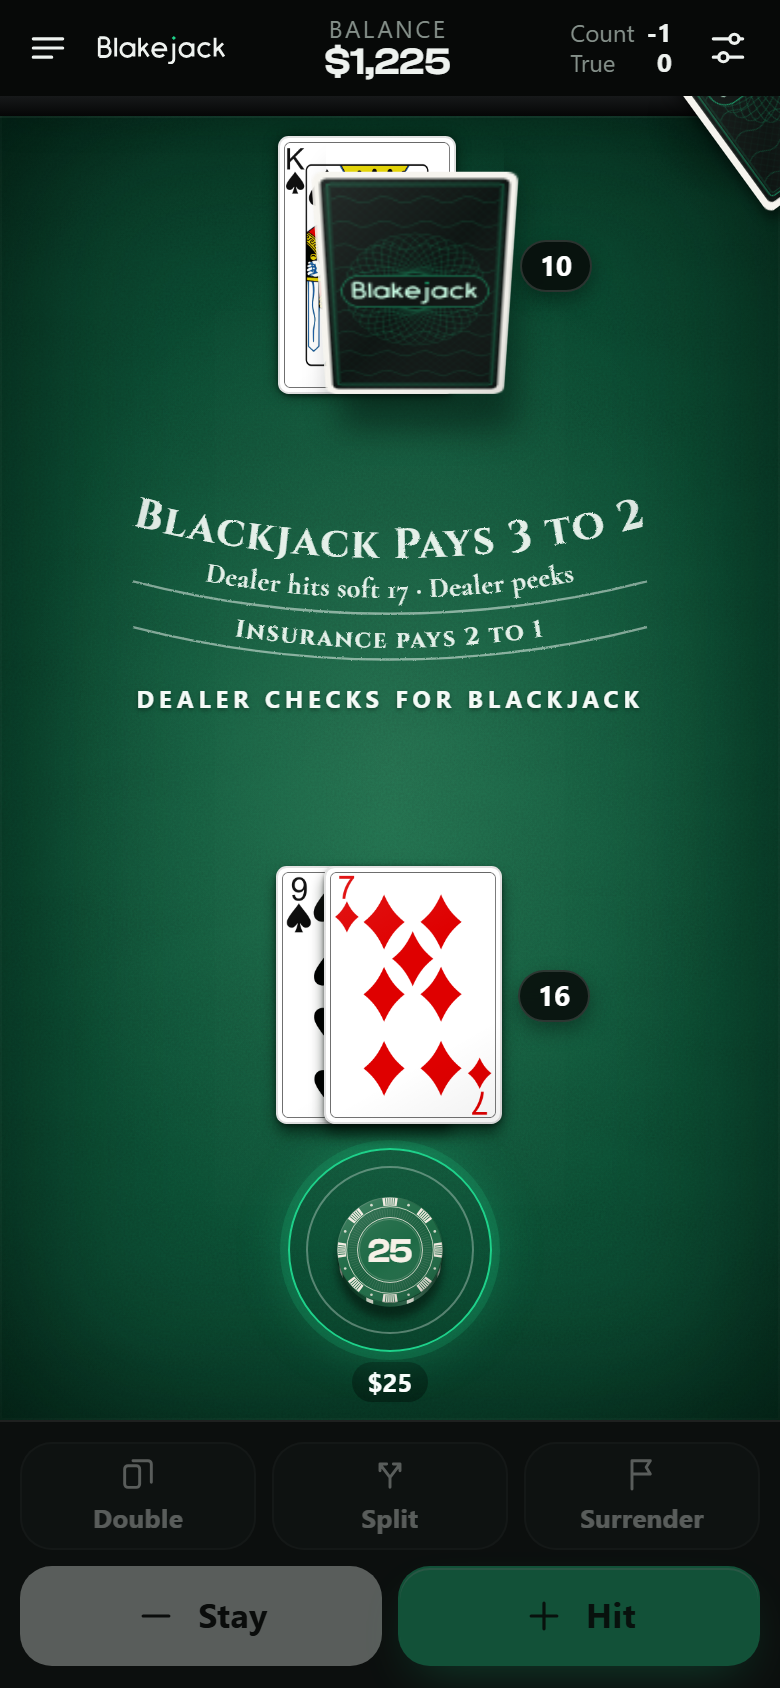 Blakejack
BALANCE
$1,225
Count -1
True 0
K
Blakejack
10
Blackjack Pays 3 to 2
Dealer hits soft 17 · Dealer peeks
Insurance pays 2 to 1
DEALER CHECKS FOR BLACKJACK
9
7
7
16
25
$25
Double
Split
Surrender
Stay
Hit